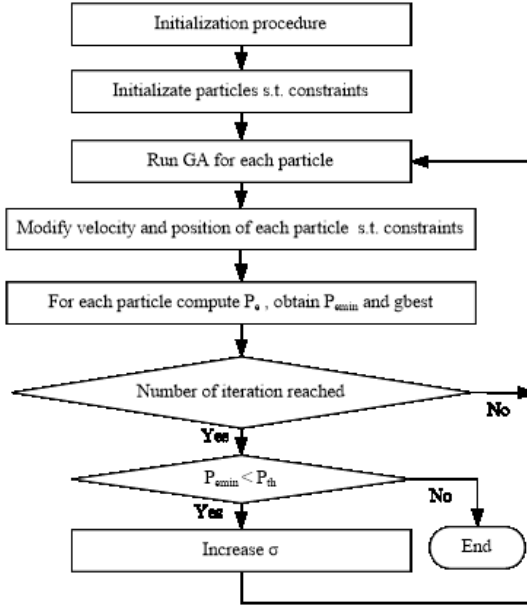 Initialization procedure
Initializate particles s.t. constraints
Run GA for each particle
Modify velocity and position of each particle s.t. constraints
For each particle compute Pe , obtain Pemin and gbest
Number of iteration reached
No
Yes
Pemin < Pth
No
Yes
Increase σ
End